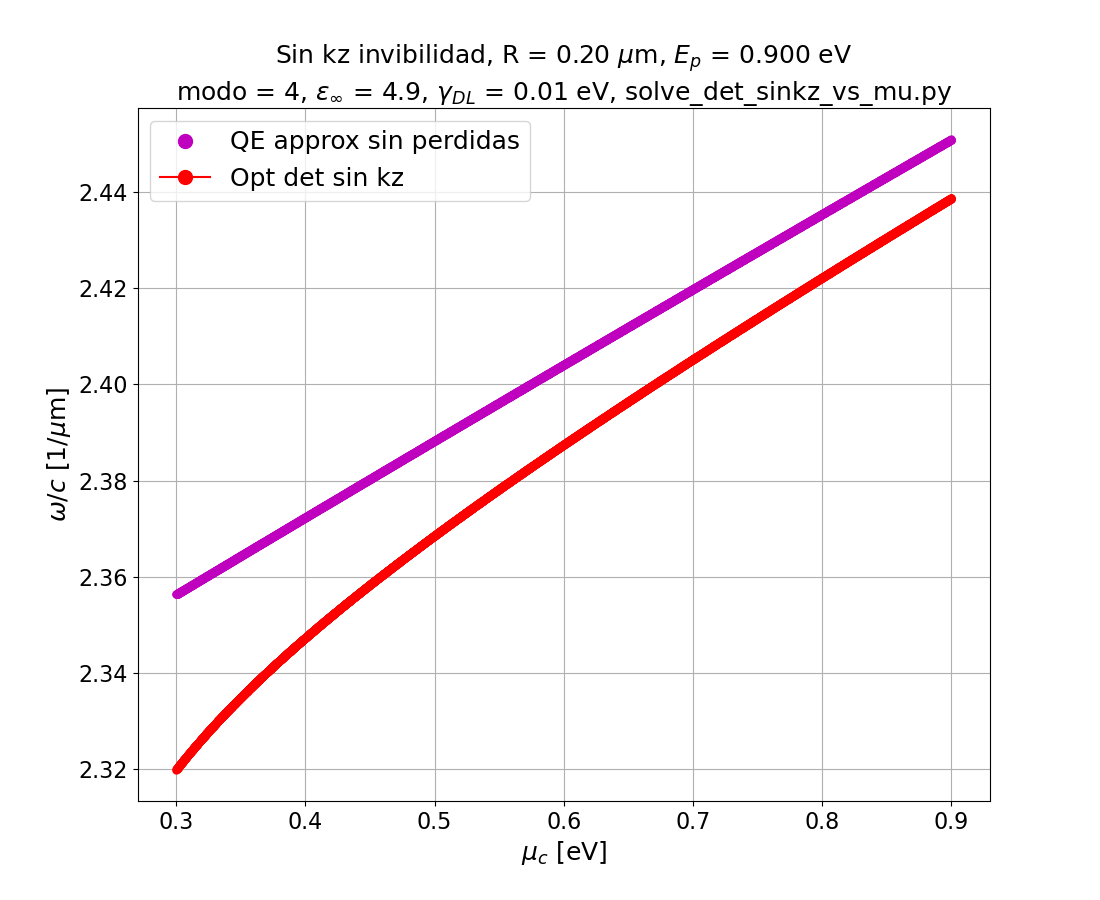 Sin kz invibilidad, R = 0.20 μm, E_p = 0.900 eV
modo = 4, ε_∞ = 4.9, γ_DL = 0.01 eV, solve_det_sinkz_vs_mu.py
QE approx sin perdidas
Opt det sin kz
ω/c [1/μm]
2.44
2.42
2.40
2.38
2.36
2.34
2.32
0.3 0.4 0.5 0.6 0.7 0.8 0.9
μ_c [eV]